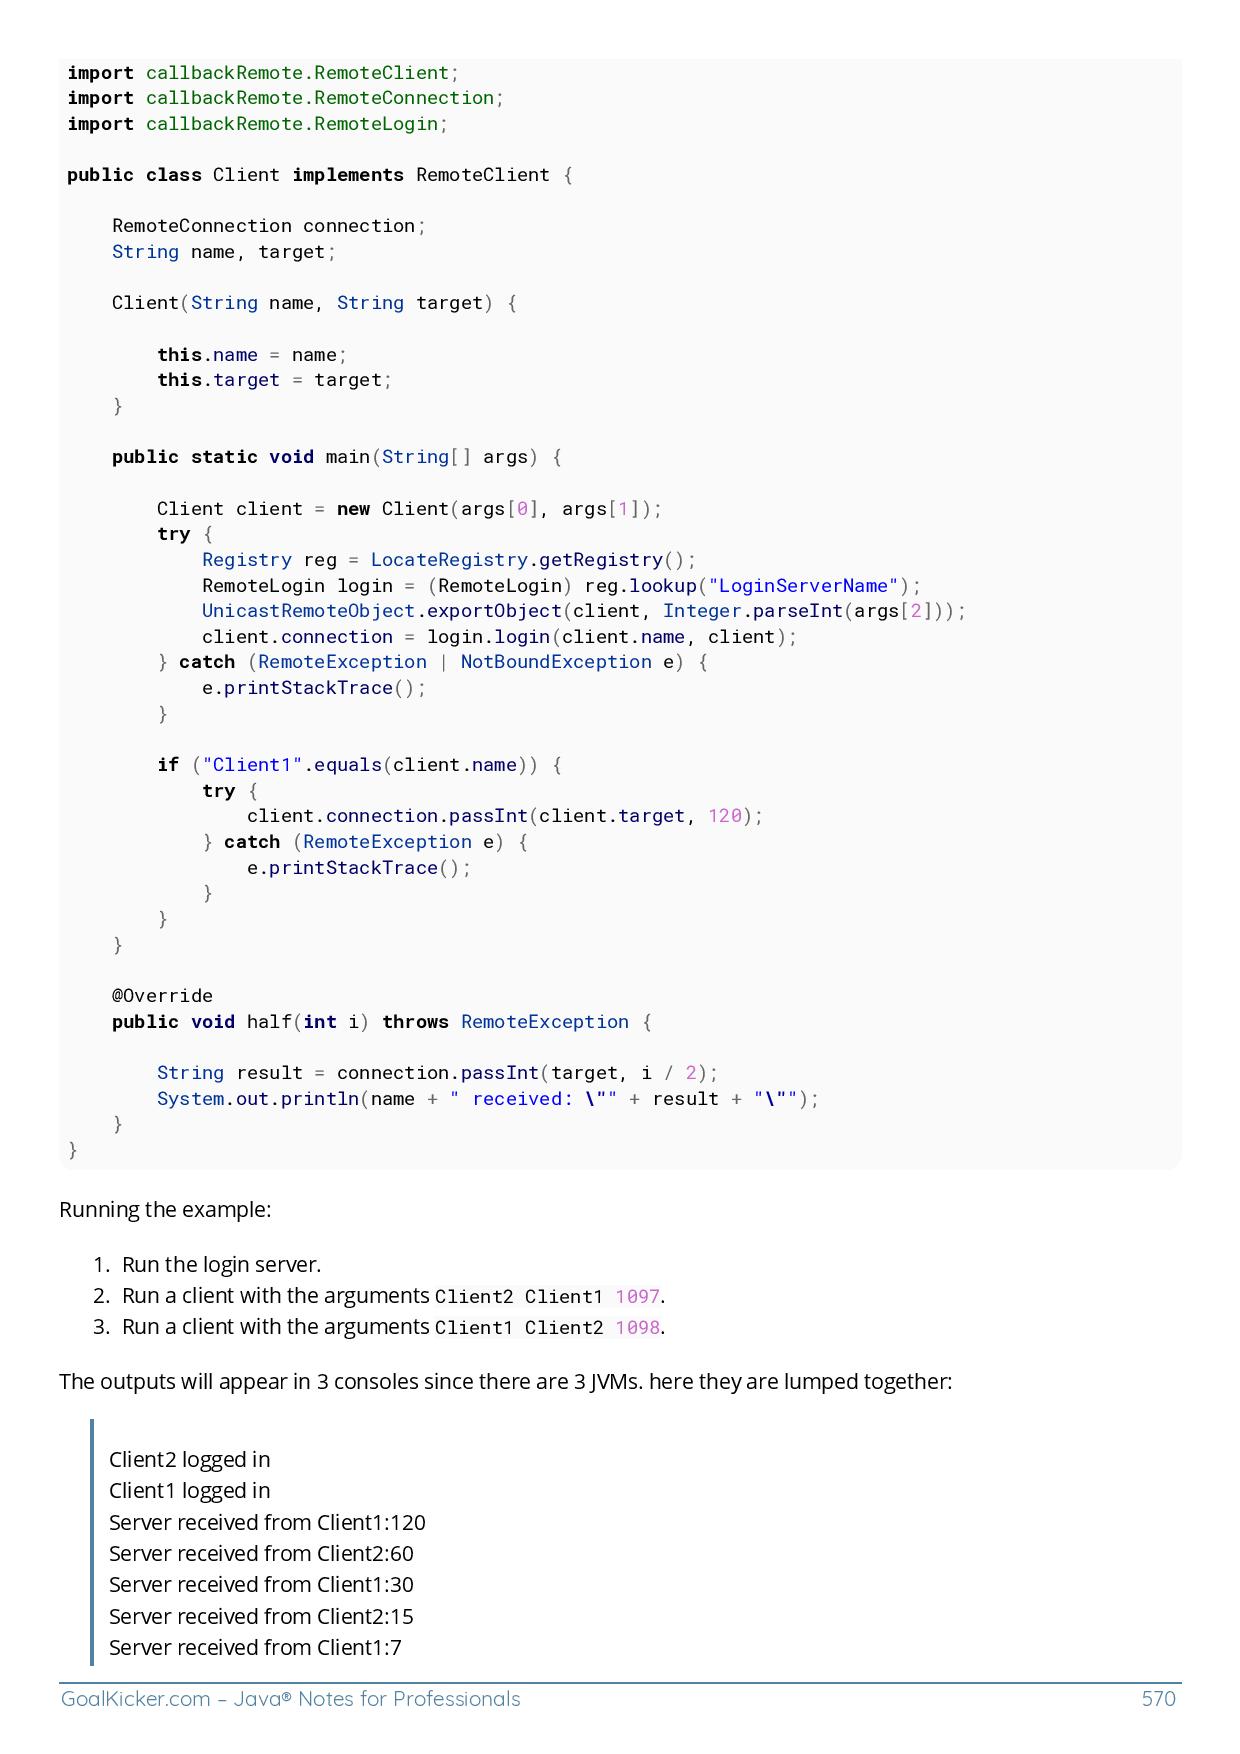 import callbackRemote.RemoteClient;
import callbackRemote.RemoteConnection;
import callbackRemote.RemoteLogin;

public class Client implements RemoteClient {

    RemoteConnection connection;
    String name, target;

    Client(String name, String target) {

        this.name = name;
        this.target = target;
    }

    public static void main(String[] args) {

        Client client = new Client(args[0], args[1]);
        try {
            Registry reg = LocateRegistry.getRegistry();
            RemoteLogin login = (RemoteLogin) reg.lookup("LoginServerName");
            UnicastRemoteObject.exportObject(client, Integer.parseInt(args[2]));
            client.connection = login.login(client.name, client);
        } catch (RemoteException | NotBoundException e) {
            e.printStackTrace();
        }

        if ("Client1".equals(client.name)) {
            try {
                client.connection.passInt(client.target, 120);
            } catch (RemoteException e) {
                e.printStackTrace();
            }
        }
    }

    @Override
    public void half(int i) throws RemoteException {

        String result = connection.passInt(target, i / 2);
        System.out.println(name + " received: \"" + result + "\"");
    }
}

Running the example:

1. Run the login server.
2. Run a client with the arguments Client2 Client1 1097.
3. Run a client with the arguments Client1 Client2 1098.

The outputs will appear in 3 consoles since there are 3 JVMs. here they are lumped together:

Client2 logged in
Client1 logged in
Server received from Client1:120
Server received from Client2:60
Server received from Client1:30
Server received from Client2:15
Server received from Client1:7

GoalKicker.com – Java® Notes for Professionals 570